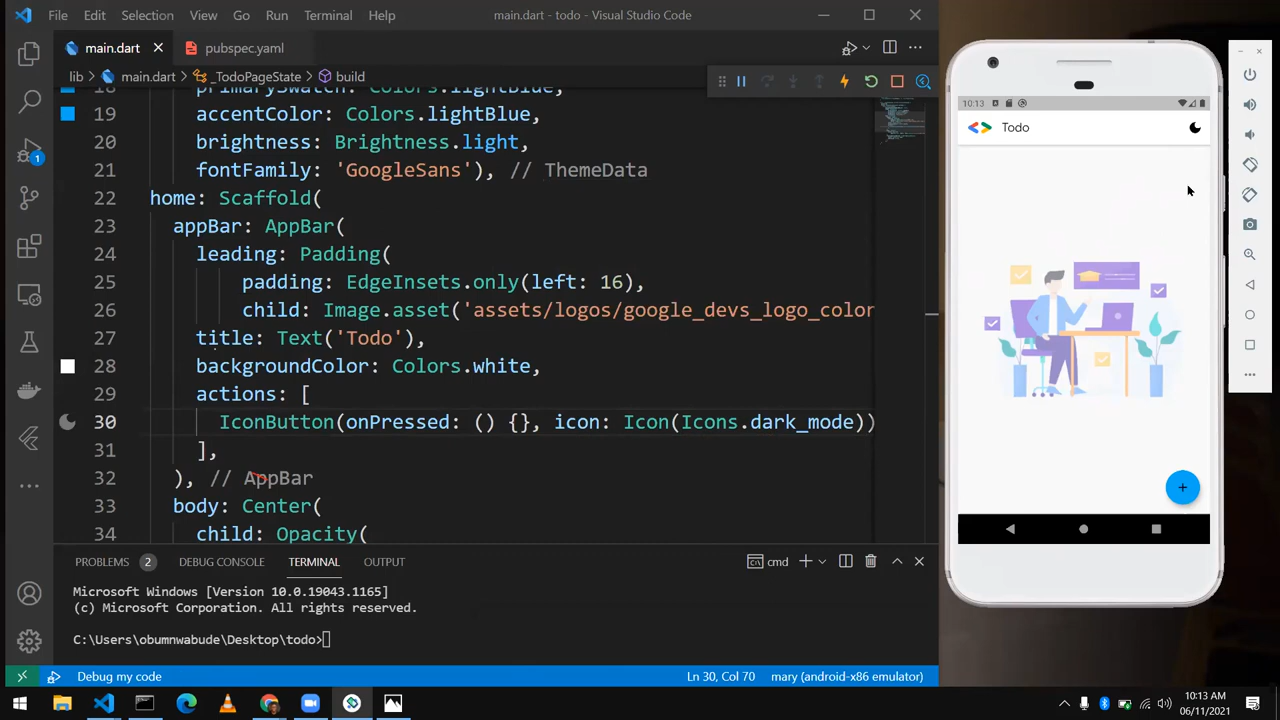 File Edit Selection View Go Run Terminal Help main.dart - todo - Visual Studio Code
main.dart pubspec.yaml
lib > main.dart > _TodoPageState > build
primarySwatch: Colors.lightBlue,
19 accentColor: Colors.lightBlue,
20 brightness: Brightness.light,
21 fontFamily: 'GoogleSans'), // ThemeData
22 home: Scaffold(
23 appBar: AppBar(
24 leading: Padding(
25 padding: EdgeInsets.only(left: 16),
26 child: Image.asset('assets/logos/google_devs_logo_color
27 title: Text('Todo'),
28 backgroundColor: Colors.white,
29 actions: [
30 IconButton(onPressed: () {}, icon: Icon(Icons.dark_mode))
31 ],
32 ), // AppBar
33 body: Center(
34 child: Opacity(
1
PROBLEMS 2 DEBUG CONSOLE TERMINAL OUTPUT
cmd
Microsoft Windows [Version 10.0.19043.1165]
(c) Microsoft Corporation. All rights reserved.
C:\Users\obumnwabude\Desktop\todo>
Debug my code Ln 30, Col 70 mary (android-x86 emulator)
10:13
Todo
10:13 AM
06/11/2021